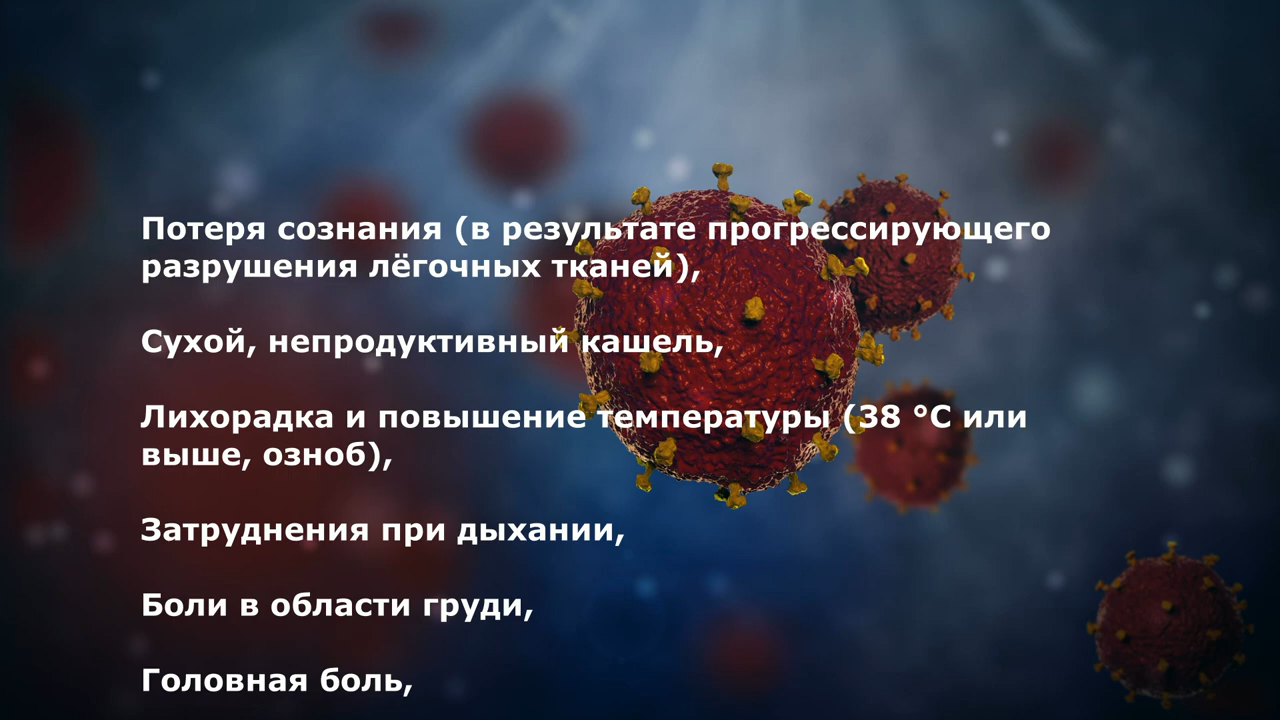 Потеря сознания (в результате прогрессирующего
разрушения лёгочных тканей),
Сухой, непродуктивный кашель,
Лихорадка и повышение температуры (38 °C или
выше, озноб),
Затруднения при дыхании,
Боли в области груди,
Головная боль,